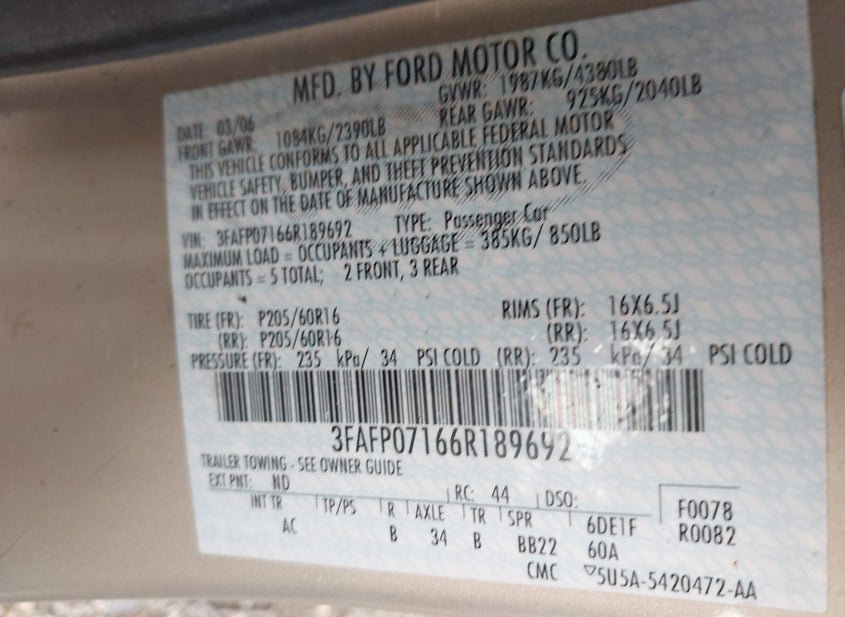 MFD. BY FORD MOTOR CO.
DATE: 03/06 GVWR: 1987KG/4380LB
FRONT GAWR: 1084KG/2390LB REAR GAWR: 925KG/2040LB
THIS VEHICLE CONFORMS TO ALL APPLICABLE FEDERAL MOTOR
VEHICLE SAFETY, BUMPER, AND THEFT PREVENTION STANDARDS
IN EFFECT ON THE DATE OF MANUFACTURE SHOWN ABOVE.
VIN: 3FAFP07166R189692 TYPE: Passenger Car
MAXIMUM LOAD = OCCUPANTS + LUGGAGE = 385KG/ 850LB
OCCUPANTS = 5 TOTAL; 2 FRONT, 3 REAR
TIRE (FR): P205/60R16 RIMS (FR): 16X6.5J
(RR): P205/60R16 (RR): 16X6.5J
PRESSURE (FR): 235 kPa/ 34 PSI COLD (RR): 235 kPa/ 34 PSI COLD
3FAFP07166R189692
TRAILER TOWING - SEE OWNER GUIDE
EXT PNT: ND RC: 44 DSO: F0078
INT TR TP/PS R AXLE TR SPR 6DE1F R0082
AC B 34 B BB22 60A
CMC 5U5A-5420472-AA